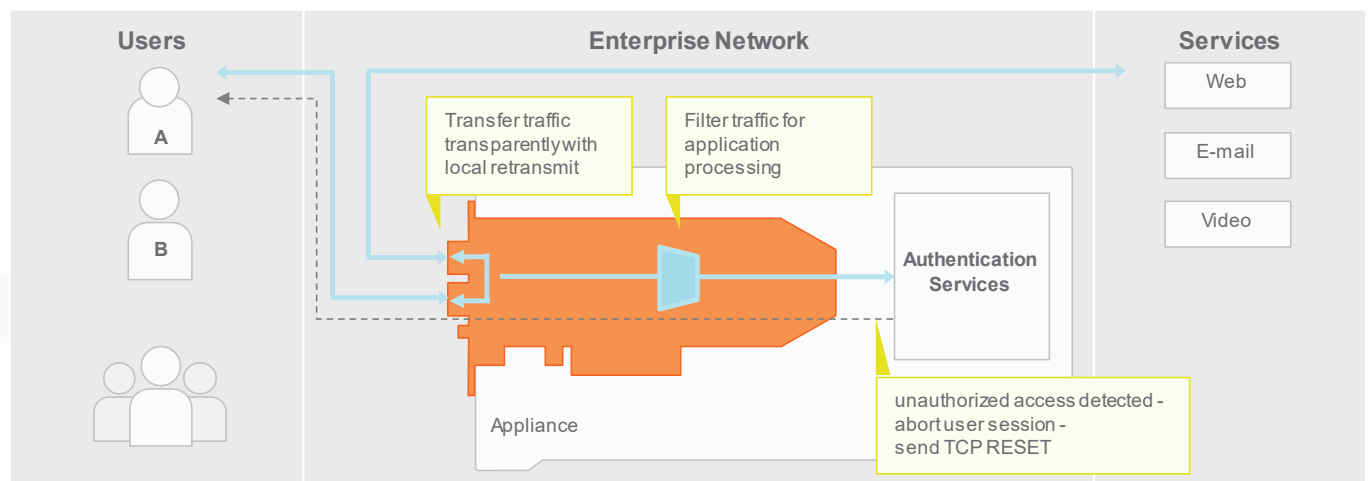 Users
Enterprise Network
Services
A
B
Transfer traffic
transparently with
local retransmit
Filter traffic for
application
processing
Web
E-mail
Video
Authentication
Services
Appliance
unauthorized access detected -
abort user session -
send TCP RESET